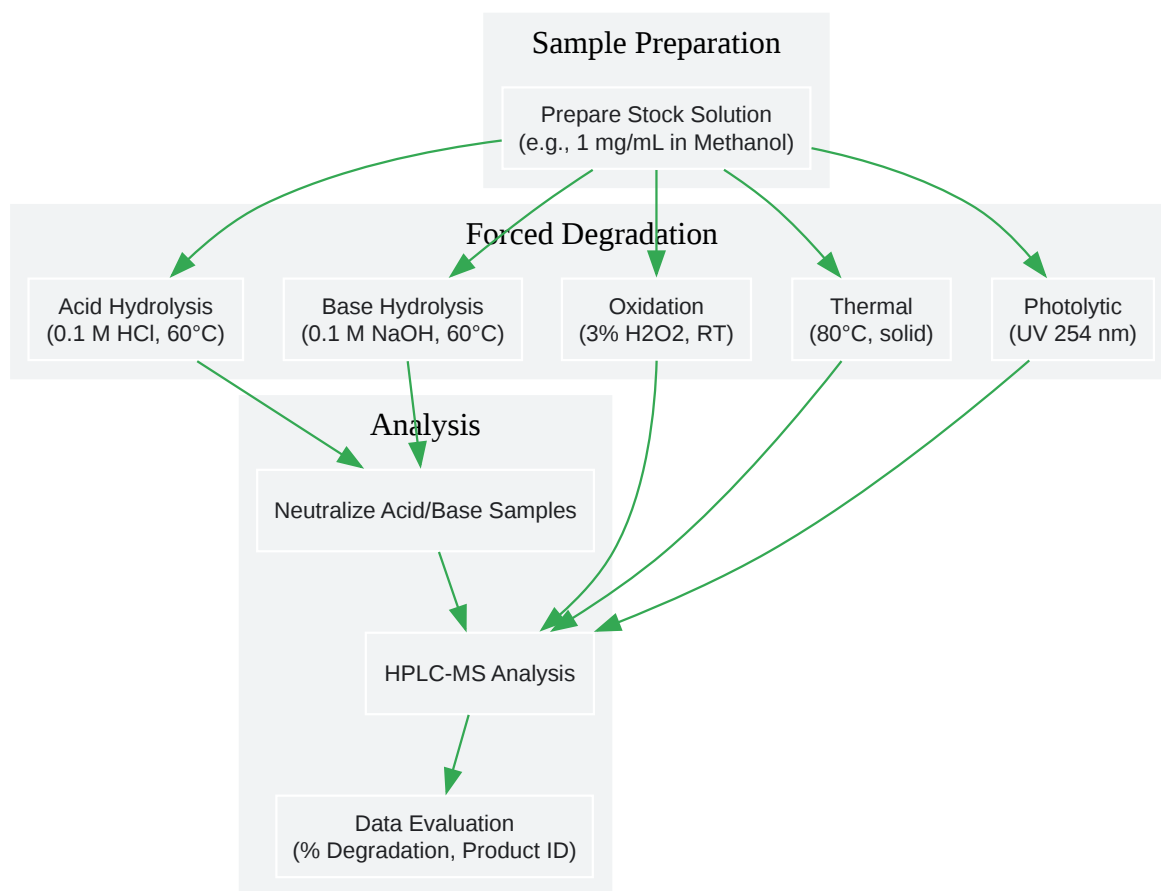 Sample Preparation
Prepare Stock Solution
(e.g., 1 mg/mL in Methanol)
Forced Degradation
Acid Hydrolysis
(0.1 M HCl, 60°C)
Base Hydrolysis
(0.1 M NaOH, 60°C)
Oxidation
(3% H2O2, RT)
Thermal
(80°C, solid)
Photolytic
(UV 254 nm)
Analysis
Neutralize Acid/Base Samples
HPLC-MS Analysis
Data Evaluation
(% Degradation, Product ID)